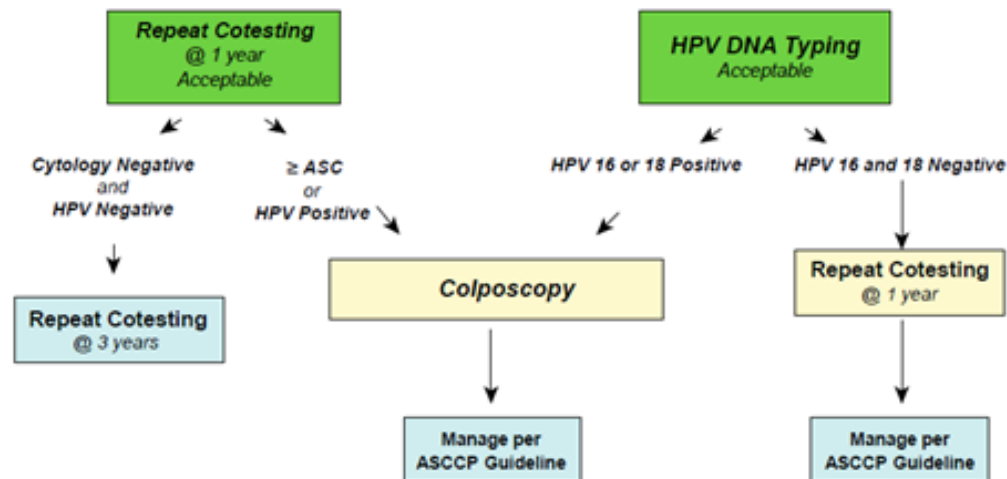 Repeat Cotesting
@ 1 year
Acceptable
HPV DNA Typing
Acceptable
Cytology Negative
and
HPV Negative
≥ ASC
or
HPV Positive
HPV 16 or 18 Positive
HPV 16 and 18 Negative
Repeat Cotesting
@ 3 years
Colposcopy
Repeat Cotesting
@ 1 year
Manage per
ASCCP Guideline
Manage per
ASCCP Guideline